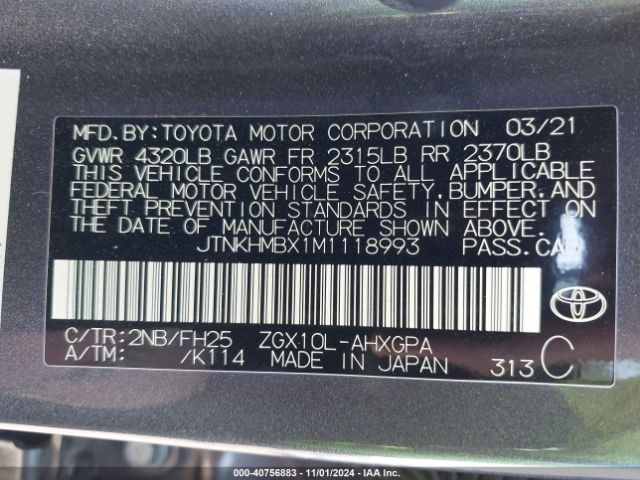 MFD.BY:TOYOTA MOTOR CORPORATION 03/21
GVWR 4320LB GAWR FR 2315LB RR 2370LB
THIS VEHICLE CONFORMS TO ALL APPLICABLE
FEDERAL MOTOR VEHICLE SAFETY, BUMPER, AND
THEFT PREVENTION STANDARDS IN EFFECT ON
THE DATE OF MANUFACTURE SHOWN ABOVE.
JTNKHMBX1M1118993 PASS.CAR
C/TR:2NB/FH25 ZGX10L-AHXGPA
A/TM: /K114 MADE IN JAPAN 313 C
000-40756883 - 11/01/2024 - IAA Inc.